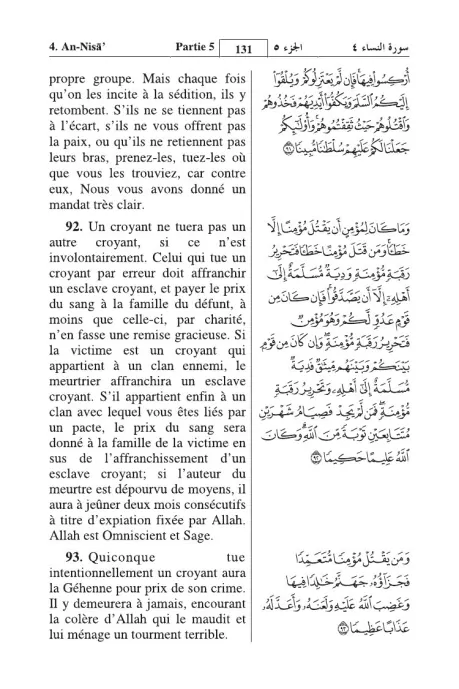 4. An-Nisā’ Partie 5 131 الجزء ٥ سورة النساء ٤
propre groupe. Mais chaque fois
qu’on les incite à la sédition, ils y
retombent. S’ils ne se tiennent pas
à l’écart, s’ils ne vous offrent pas
la paix, ou qu’ils ne retiennent pas
leurs bras, prenez-les, tuez-les où
que vous les trouviez, car contre
eux, Nous vous avons donné un
mandat très clair.
92. Un croyant ne tuera pas un
autre croyant, si ce n’est
involontairement. Celui qui tue un
croyant par erreur doit affranchir
un esclave croyant, et payer le prix
du sang à la famille du défunt, à
moins que celle-ci, par charité,
n’en fasse une remise gracieuse. Si
la victime est un croyant qui
appartient à un clan ennemi, le
meurtrier affranchira un esclave
croyant. S’il appartient enfin à un
clan avec lequel vous êtes liés par
un pacte, le prix du sang sera
donné à la famille de la victime en
sus de l’affranchissement d’un
esclave croyant; si l’auteur du
meurtre est dépourvu de moyens, il
aura à jeûner deux mois consécutifs
à titre d’expiation fixée par Allah.
Allah est Omniscient et Sage.
93. Quiconque tue
intentionnellement un croyant aura
la Géhenne pour prix de son crime.
Il y demeurera à jamais, encourant
la colère d’Allah qui le maudit et
lui ménage un tourment terrible.
أُرْكِسُوا۟ فِيهَا ۚ فَإِن لَّمْ يَعْتَزِلُوكُمْ وَيُلْقُوٓا۟
إِلَيْكُمُ ٱلسَّلَمَ وَيَكُفُّوٓا۟ أَيْدِيَهُمْ فَخُذُوهُمْ
وَٱقْتُلُوهُمْ حَيْثُ ثَقِفْتُمُوهُمْ ۚ وَأُو۟لَـٰٓئِكُمْ
جَعَلْنَا لَكُمْ عَلَيْهِمْ سُلْطَـٰنًا مُّبِينًا ٩١
وَمَا كَانَ لِمُؤْمِنٍ أَن يَقْتُلَ مُؤْمِنًا إِلَّا
خَطَـًٔا ۚ وَمَن قَتَلَ مُؤْمِنًا خَطَـًٔا فَتَحْرِيرُ
رَقَبَةٍ مُّؤْمِنَةٍ وَدِيَةٌ مُّسَلَّمَةٌ إِلَىٰٓ
أَهْلِهِۦٓ إِلَّآ أَن يَصَّدَّقُوا۟ ۚ فَإِن كَانَ مِن
قَوْمٍ عَدُوٍّ لَّكُمْ وَهُوَ مُؤْمِنٌ
فَتَحْرِيرُ رَقَبَةٍ مُّؤْمِنَةٍ ۖ وَإِن كَانَ مِن قَوْمٍۭ
بَيْنَكُمْ وَبَيْنَهُم مِّيثَـٰقٌ فَدِيَةٌ
مُّسَلَّمَةٌ إِلَىٰٓ أَهْلِهِۦ وَتَحْرِيرُ رَقَبَةٍ
مُّؤْمِنَةٍ ۖ فَمَن لَّمْ يَجِدْ فَصِيَامُ شَهْرَيْنِ
مُتَتَابِعَيْنِ تَوْبَةً مِّنَ ٱللَّهِ ۗ وَكَانَ
ٱللَّهُ عَلِيمًا حَكِيمًا ٩٢
وَمَن يَقْتُلْ مُؤْمِنًا مُّتَعَمِّدًا
فَجَزَآؤُهُۥ جَهَنَّمُ خَـٰلِدًا فِيهَا
وَغَضِبَ ٱللَّهُ عَلَيْهِ وَلَعَنَهُۥ وَأَعَدَّ لَهُۥ
عَذَابًا عَظِيمًا ٩٣